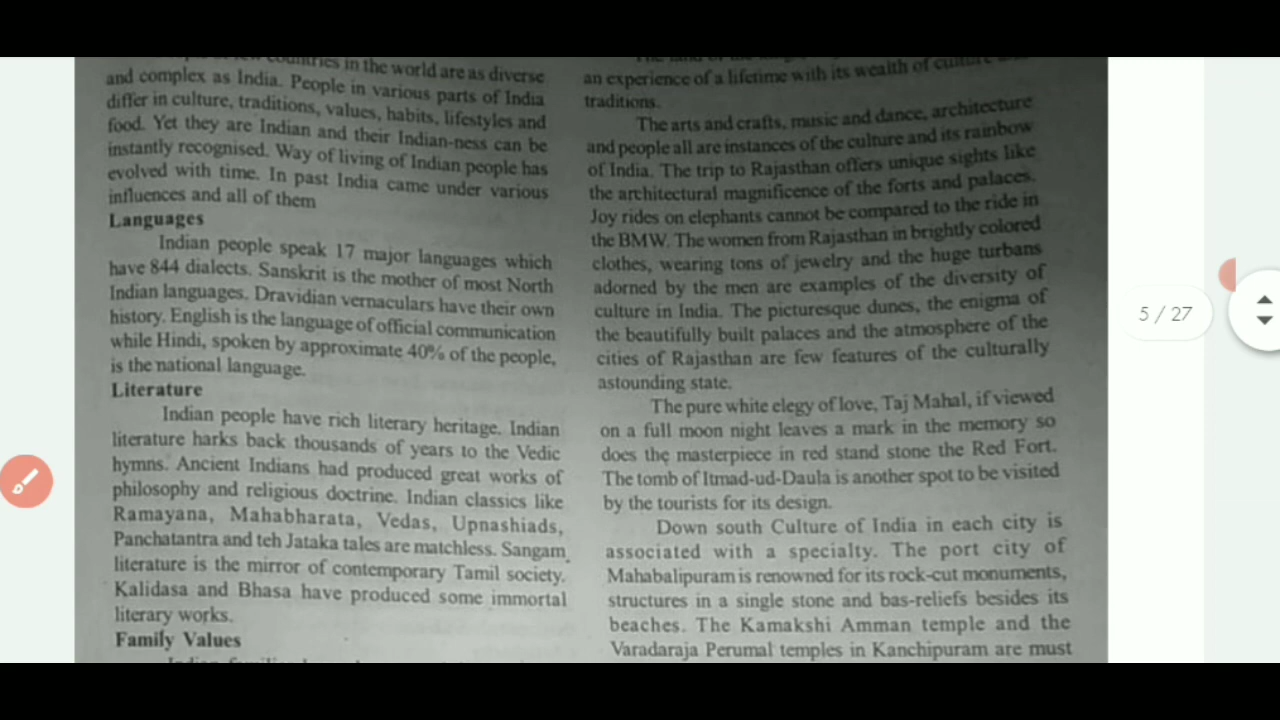 countries in the world are as diverse
and complex as India. People in various parts of India
differ in culture, traditions, values, habits, lifestyles and
food. Yet they are Indian and their Indian-ness can be
instantly recognised. Way of living of Indian people has
evolved with time. In past India came under various
influences and all of them
Languages
Indian people speak 17 major languages which
have 844 dialects. Sanskrit is the mother of most North
Indian languages. Dravidian vernaculars have their own
history. English is the language of official communication
while Hindi, spoken by approximate 40% of the people,
is the national language.
Literature
Indian people have rich literary heritage. Indian
literature harks back thousands of years to the Vedic
hymns. Ancient Indians had produced great works of
philosophy and religious doctrine. Indian classics like
Ramayana, Mahabharata, Vedas, Upnashiads,
Panchatantra and teh Jataka tales are matchless. Sangam
literature is the mirror of contemporary Tamil society.
Kalidasa and Bhasa have produced some immortal
literary works.
Family Values
an experience of a lifetime with its wealth of culture
traditions.
The arts and crafts, music and dance, architecture
and people all are instances of the culture and its rainbow
of India. The trip to Rajasthan offers unique sights like
the architectural magnificence of the forts and palaces.
Joy rides on elephants cannot be compared to the ride in
the BMW. The women from Rajasthan in brightly colored
clothes, wearing tons of jewelry and the huge turbans
adorned by the men are examples of the diversity of
culture in India. The picturesque dunes, the enigma of
the beautifully built palaces and the atmosphere of the
cities of Rajasthan are few features of the culturally
astounding state.
The pure white elegy of love, Taj Mahal, if viewed
on a full moon night leaves a mark in the memory so
does the masterpiece in red stand stone the Red Fort.
The tomb of Itmad-ud-Daula is another spot to be visited
by the tourists for its design.
Down south Culture of India in each city is
associated with a specialty. The port city of
Mahabalipuram is renowned for its rock-cut monuments,
structures in a single stone and bas-reliefs besides its
beaches. The Kamakshi Amman temple and the
Varadaraja Perumal temples in Kanchipuram are must
5 / 27